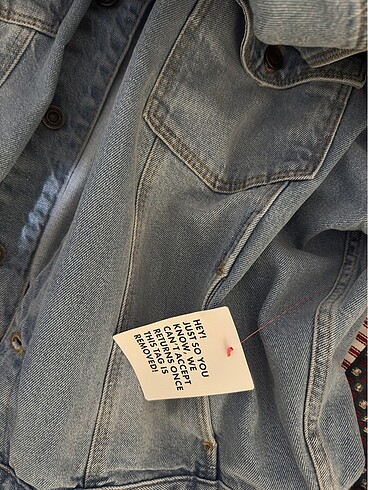 HEY!
JUST SO YOU
KNOW, WE
CAN'T ACCEPT
RETURNS ONCE
THIS TAG IS
REMOVED!